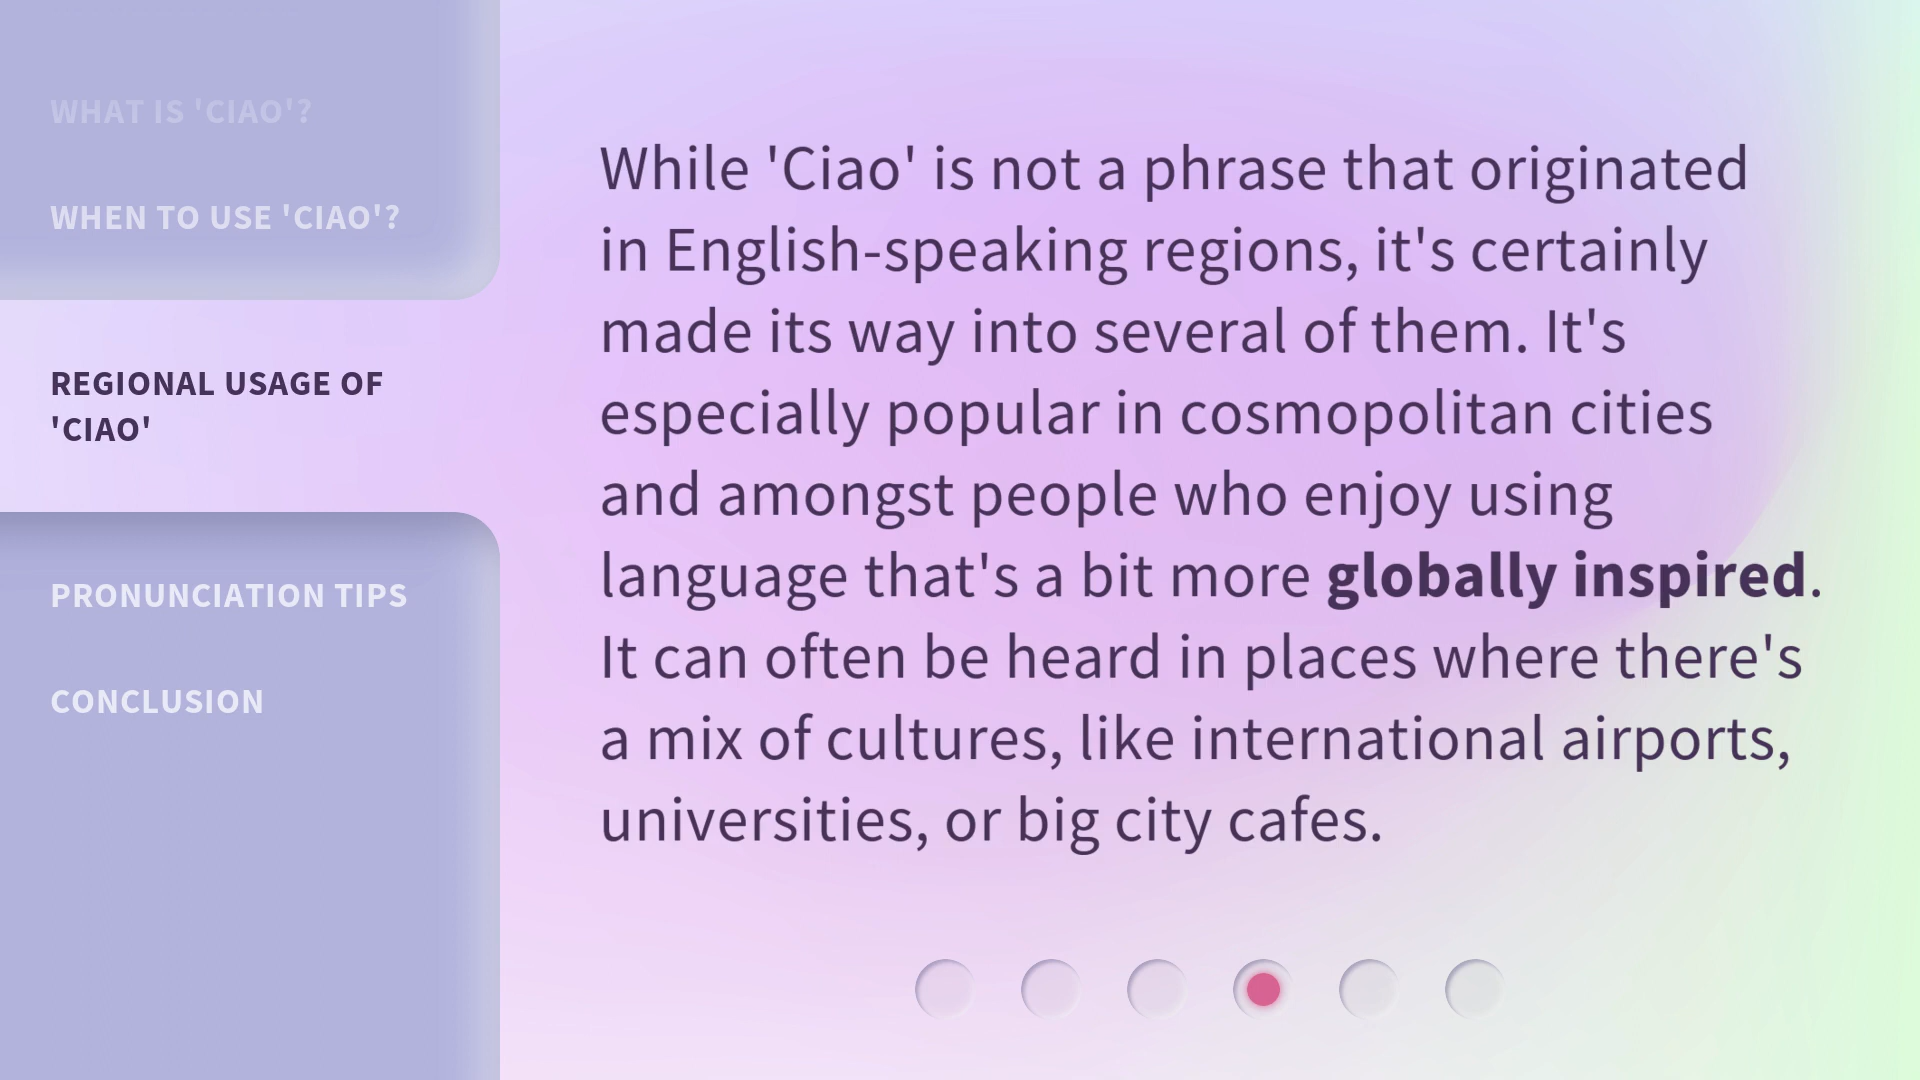 WHAT IS 'CIAO'?
WHEN TO USE 'CIAO'?
REGIONAL USAGE OF
'CIAO'
PRONUNCIATION TIPS
CONCLUSION
While 'Ciao' is not a phrase that originated
in English-speaking regions, it's certainly
made its way into several of them. It's
especially popular in cosmopolitan cities
and amongst people who enjoy using
language that's a bit more globally inspired.
It can often be heard in places where there's
a mix of cultures, like international airports,
universities, or big city cafes.